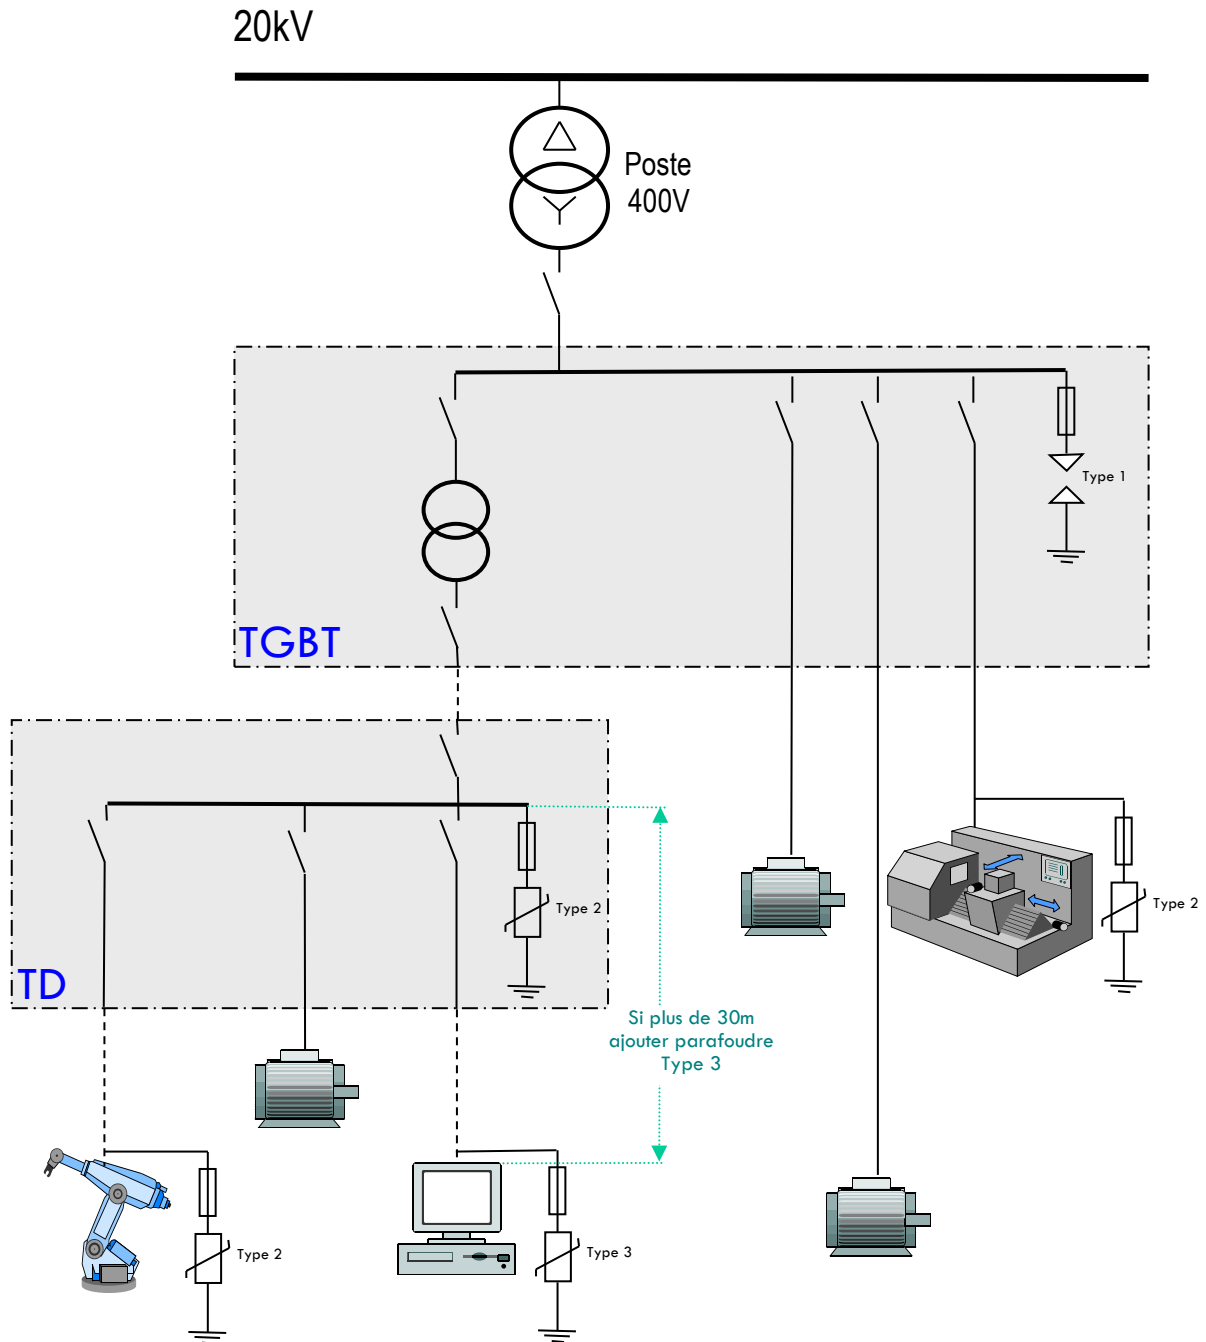 20kV
Poste
400V
Type 1
TGBT
Type 2
Type 2
TD
Si plus de 30m
ajouter parafoudre
Type 3
Type 2
Type 3